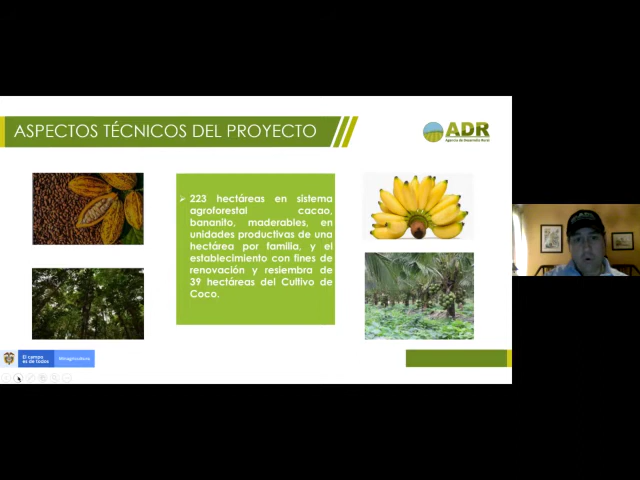 ASPECTOS TÉCNICOS DEL PROYECTO
ADR
Agencia de Desarrollo Rural
➢ 223 hectáreas en sistema
agroforestal cacao,
bananito, maderables, en
unidades productivas de una
hectárea por familia, y el
establecimiento con fines de
renovación y resiembra de
39 hectáreas del Cultivo de
Coco.
El campo
es de todos
Minagricultura